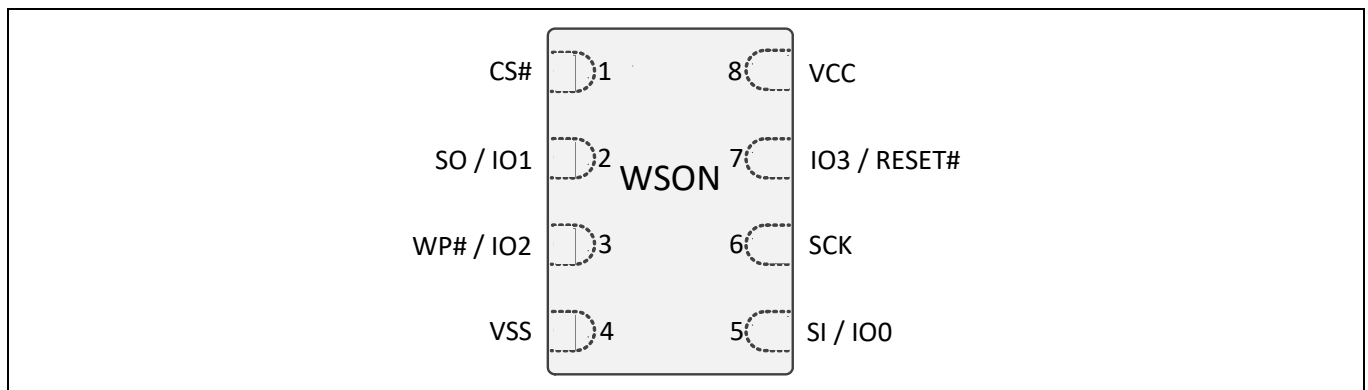 CS# 1 8 VCC
SO / IO1 2 7 IO3 / RESET#
WSON
WP# / IO2 3 6 SCK
VSS 4 5 SI / IO0